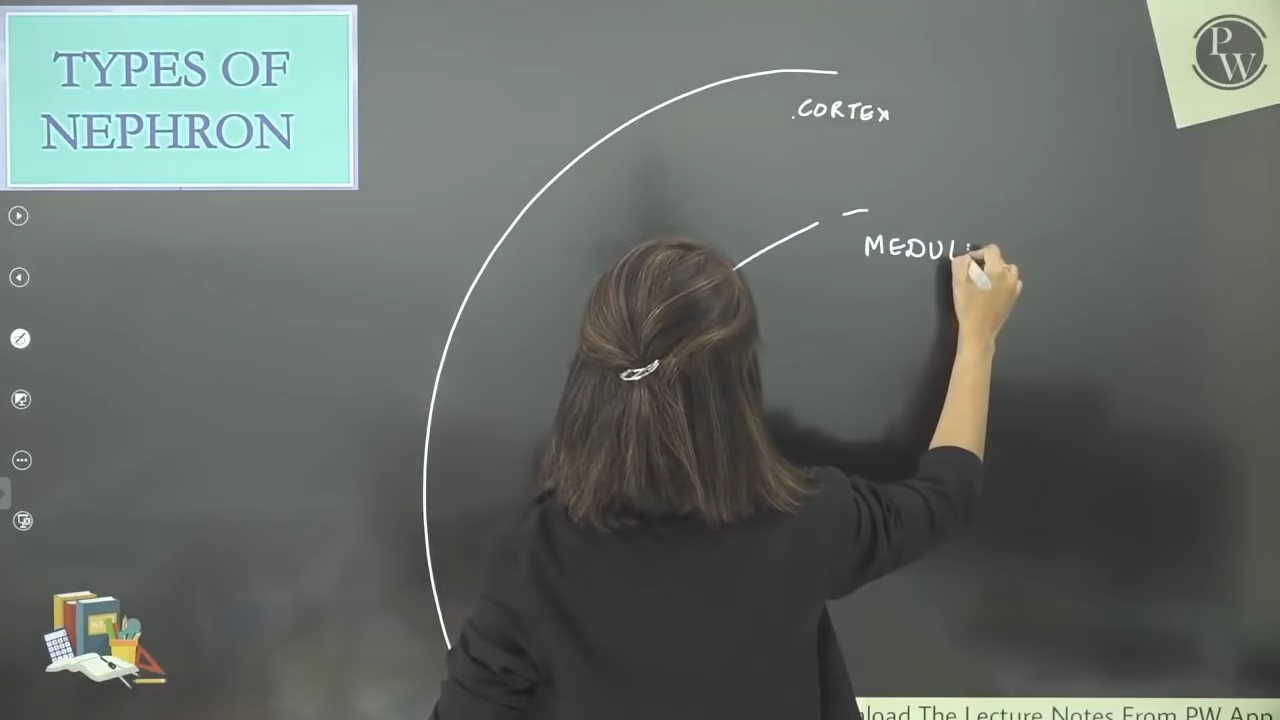 TYPES OF
NEPHRON
PW
.CORTEX
MEDUL
nload The Lecture Notes From PW App